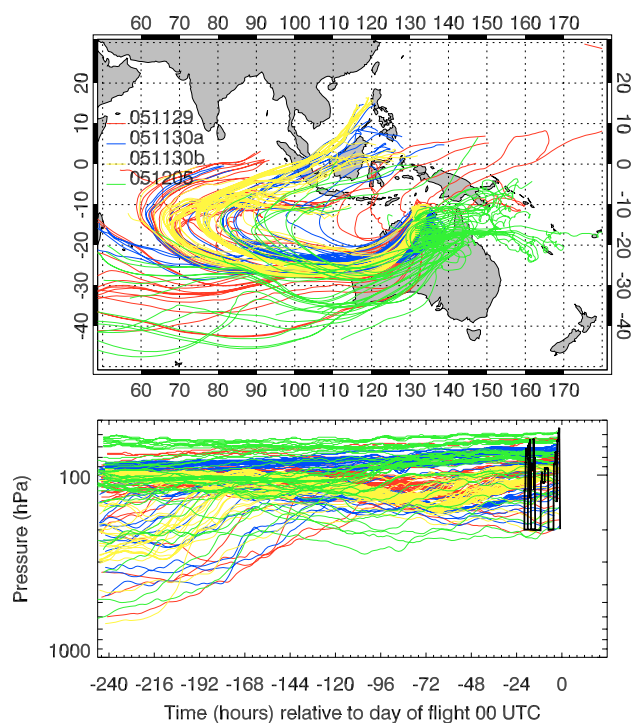 60 70 80 90 100 110 120 130 140 150 160 170
20 20
10 10
051129
051130a
051130b
051205
0 0
-10 -10
-20 -20
-30 -30
-40 -40
60 70 80 90 100 110 120 130 140 150 160 170
Pressure (hPa)
100
1000
-240 -216 -192 -168 -144 -120 -96 -72 -48 -24 0
Time (hours) relative to day of flight 00 UTC